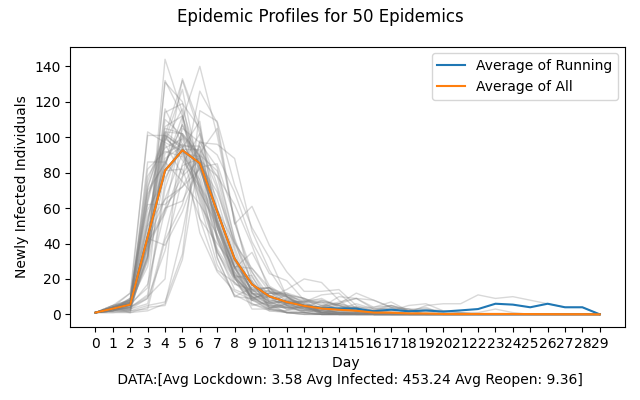 Epidemic Profiles for 50 Epidemics
Average of Running
Average of All
Newly Infected Individuals
140
120
100
80
60
40
20
0
0 1 2 3 4 5 6 7 8 9 10 11 12 13 14 15 16 17 18 19 20 21 22 23 24 25 26 27 28 29
Day
DATA:[Avg Lockdown: 3.58 Avg Infected: 453.24 Avg Reopen: 9.36]